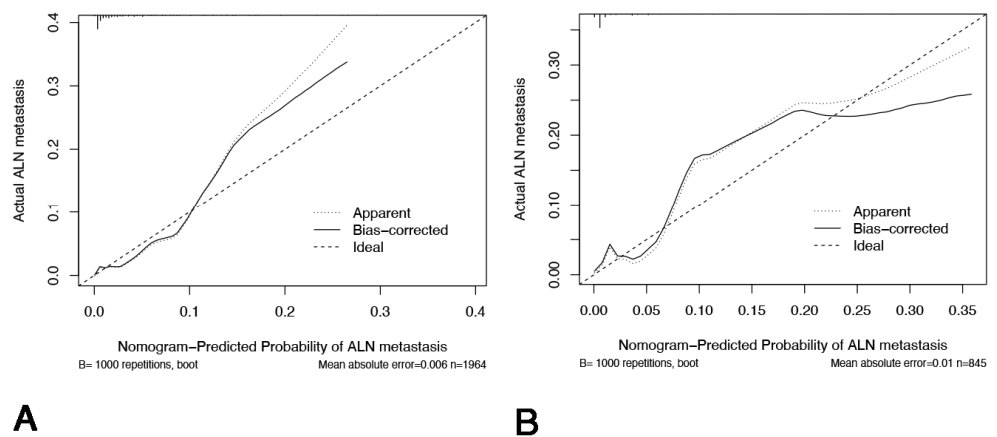 Actual ALN metastasis
0.4
0.3
0.2
0.1
0.0
Apparent
Bias−corrected
Ideal
0.0 0.1 0.2 0.3 0.4
Nomogram−Predicted Probability of ALN metastasis
B= 1000 repetitions, boot
Mean absolute error=0.006 n=1964
A
Actual ALN metastasis
0.30
0.20
0.10
0.00
Apparent
Bias−corrected
Ideal
0.00 0.05 0.10 0.15 0.20 0.25 0.30 0.35
Nomogram−Predicted Probability of ALN metastasis
B= 1000 repetitions, boot
Mean absolute error=0.01 n=845
B